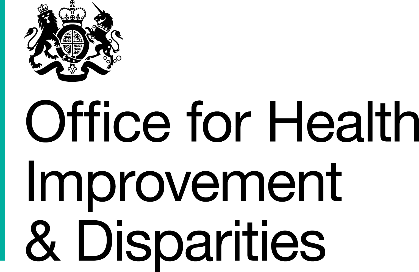 Office for Health
Improvement
& Disparities